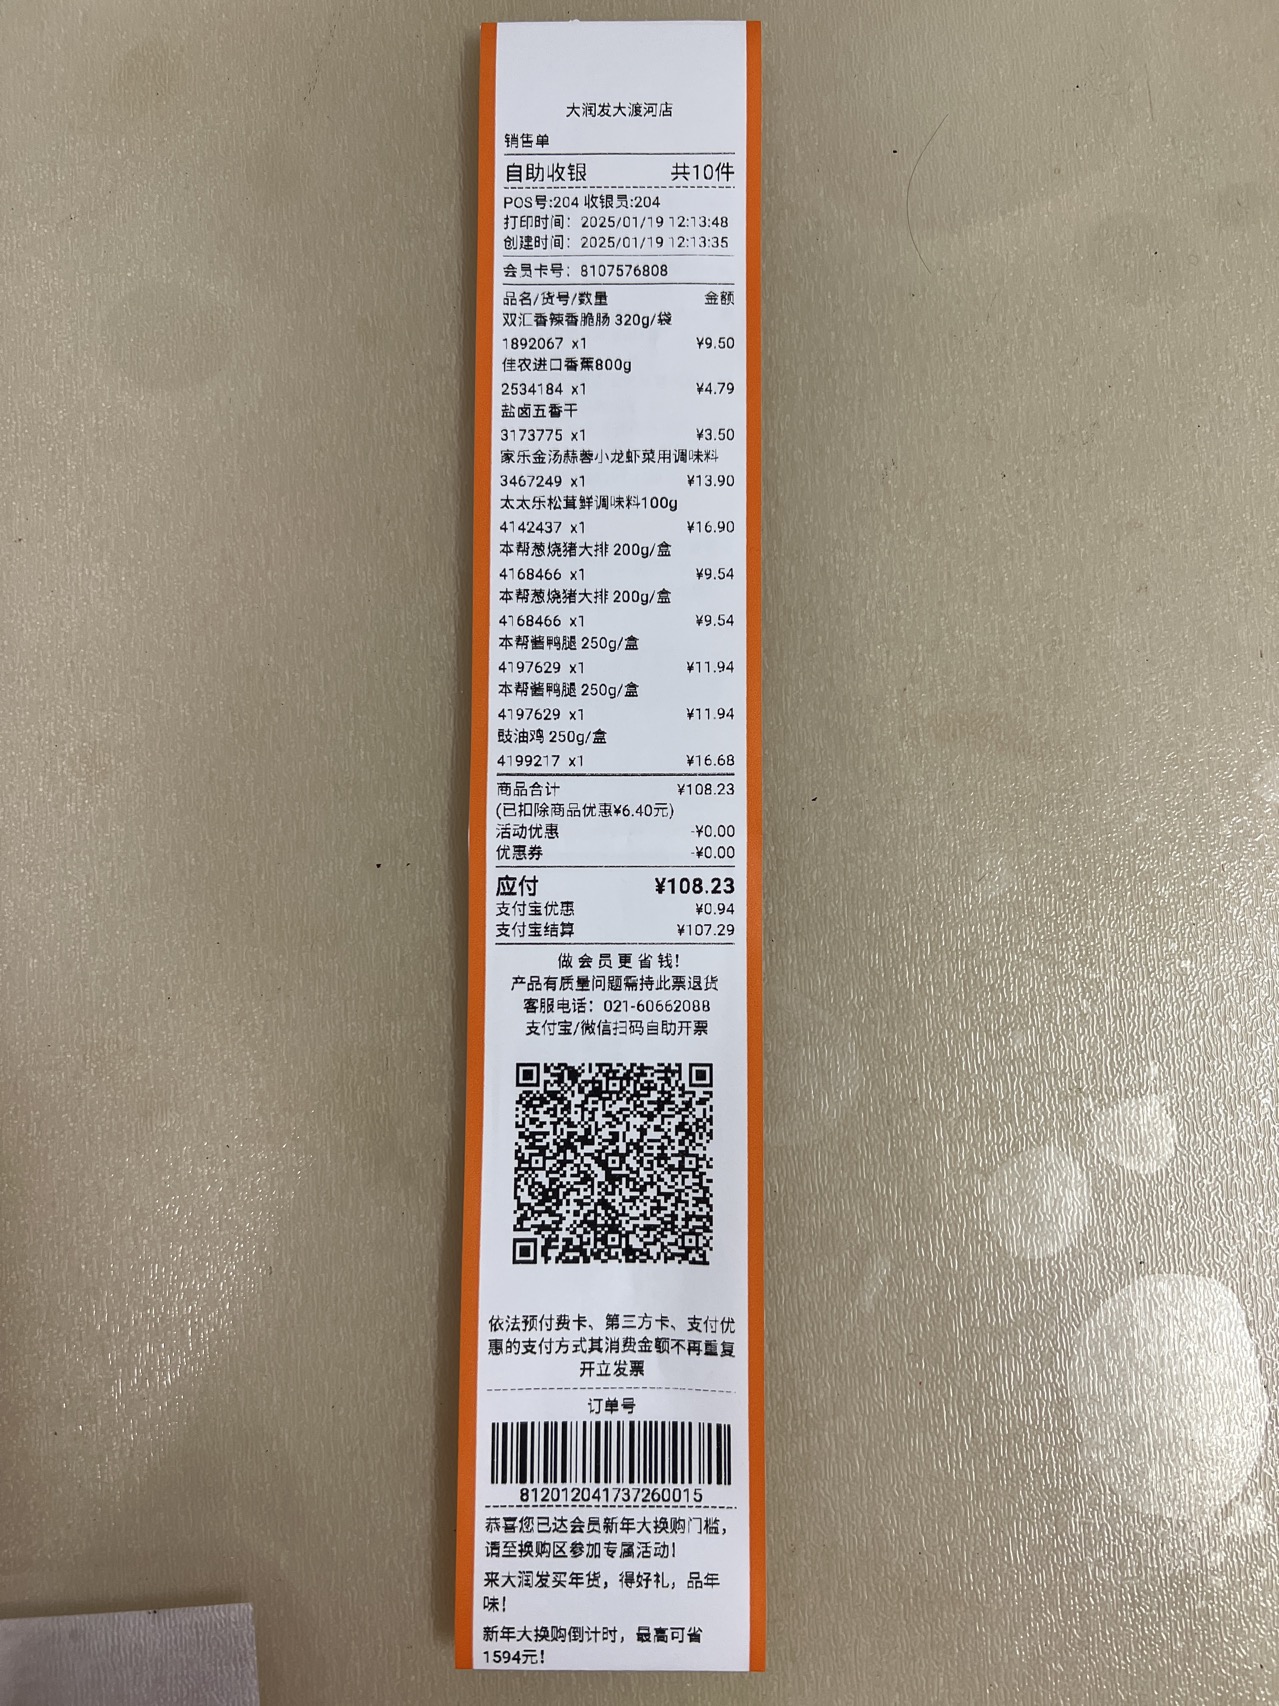 大润发大渡河店
销售单
自助收银 共10件
POS号:204 收银员:204
打印时间：2025/01/19 12:13:48
创建时间：2025/01/19 12:13:35
会员卡号：8107576808
品名/货号/数量 金额
双汇香辣香脆肠 320g/袋
1892067 x1 ¥9.50
佳农进口香蕉800g
2534184 x1 ¥4.79
盐卤五香干
3173775 x1 ¥3.50
家乐金汤蒜蓉小龙虾菜用调味料
3467249 x1 ¥13.90
太太乐松茸鲜调味料100g
4142437 x1 ¥16.90
本帮葱烧猪大排 200g/盒
4168466 x1 ¥9.54
本帮葱烧猪大排 200g/盒
4168466 x1 ¥9.54
本帮酱鸭腿 250g/盒
4197629 x1 ¥11.94
本帮酱鸭腿 250g/盒
4197629 x1 ¥11.94
豉油鸡 250g/盒
4199217 x1 ¥16.68
商品合计 ¥108.23
(已扣除商品优惠¥6.40元)
活动优惠 -¥0.00
优惠券 -¥0.00
应付 ¥108.23
支付宝优惠 ¥0.94
支付宝结算 ¥107.29
做会员更省钱！
产品有质量问题需持此票退货
客服电话：021-60662088
支付宝/微信扫码自助开票
依法预付费卡、第三方卡、支付优
惠的支付方式其消费金额不再重复
开立发票
订单号
812012041737260015
恭喜您已达会员新年大换购门槛，
请至换购区参加专属活动！
来大润发买年货，得好礼，品年
味！
新年大换购倒计时，最高可省
1594元！